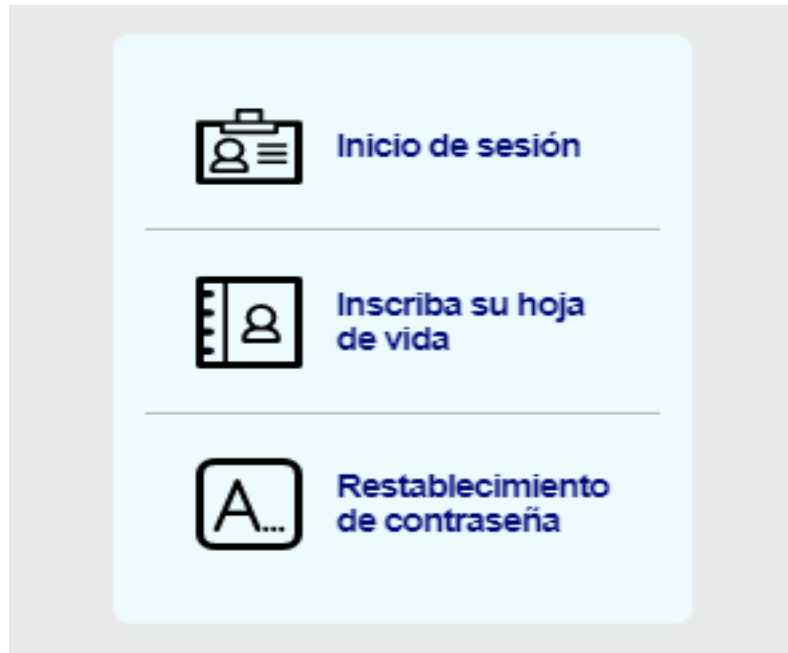 Inicio de sesión
Inscriba su hoja
de vida
A...
Restablecimiento
de contraseña